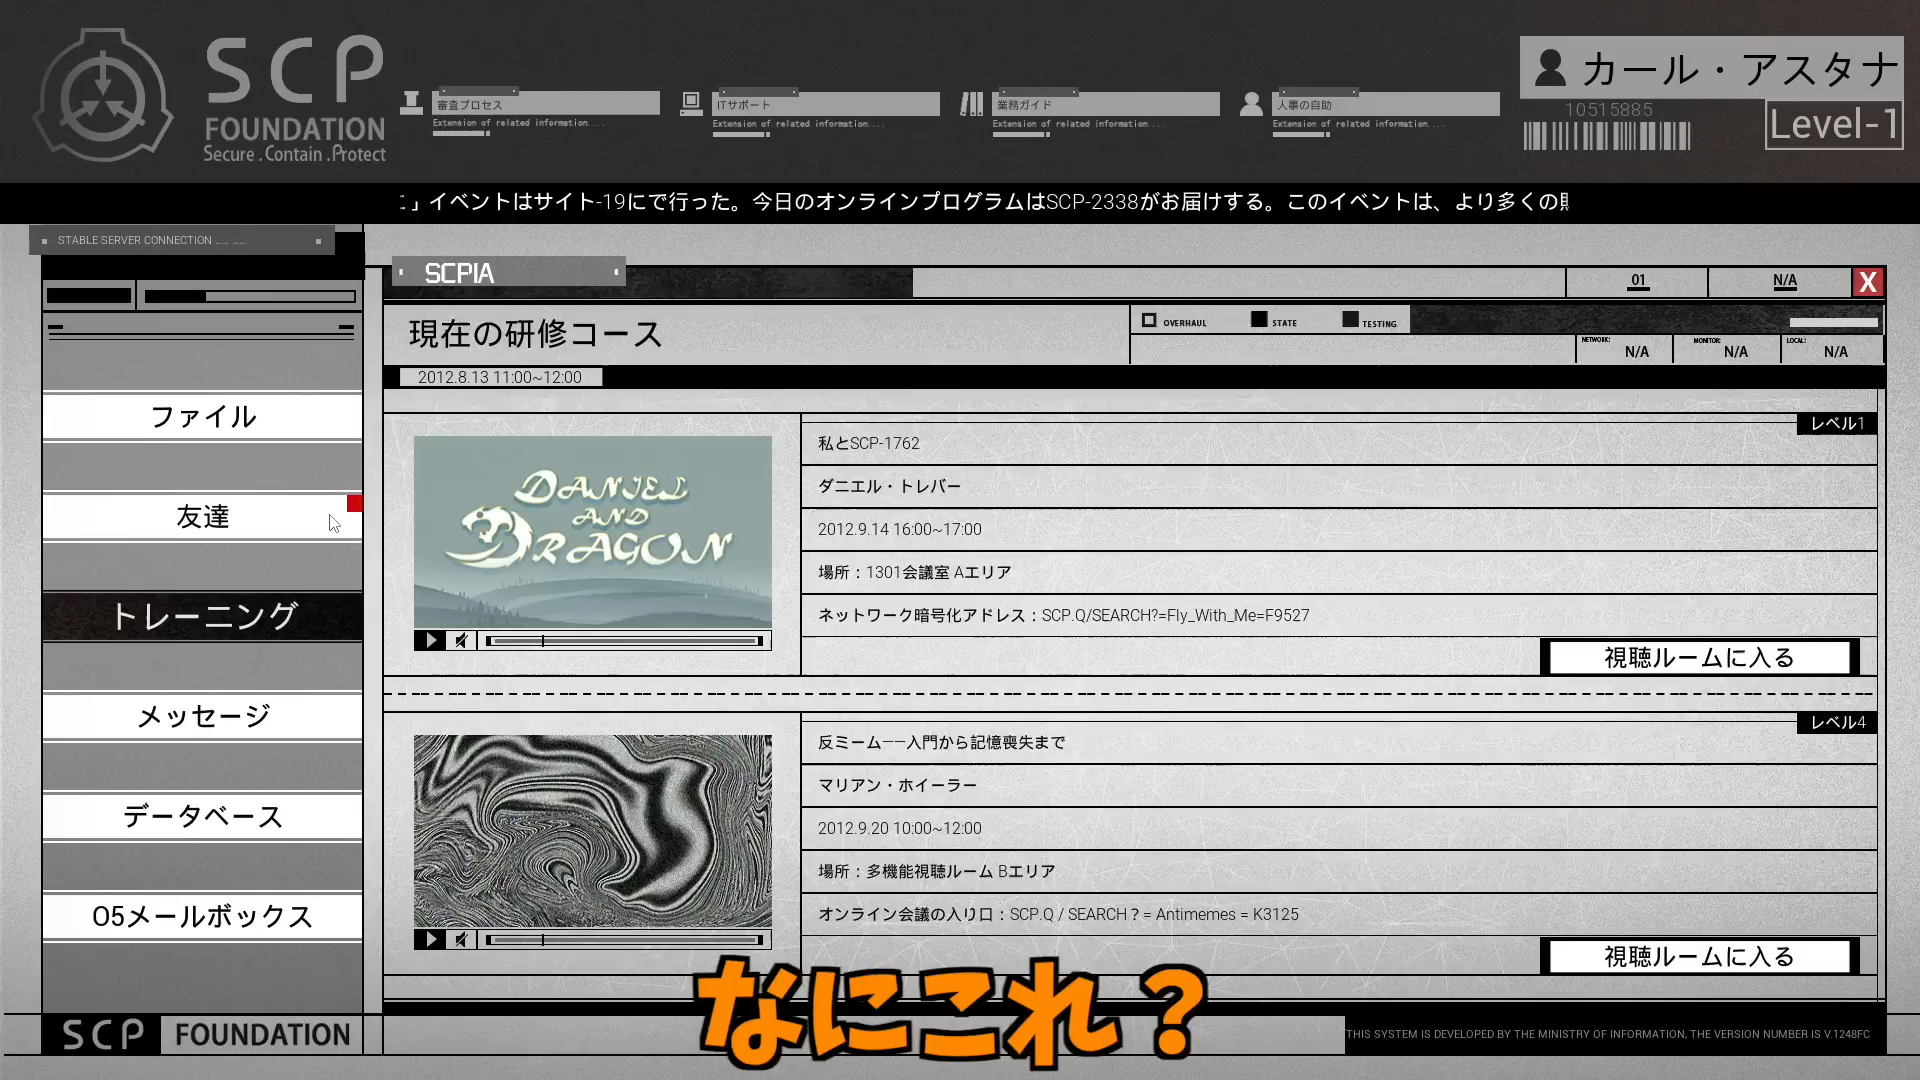 SCP
FOUNDATION
Secure . Contain . Protect
審査プロセス
Extension of related information....
ITサポート
Extension of related information....
業務ガイド
Extension of related information....
人事の自助
Extension of related information....
カール・アスタナ
10515885
Level-1
」イベントはサイト-19にで行った。今日のオンラインプログラムはSCP-2338がお届けする。このイベントは、より多くの
STABLE SERVER CONNECTION ...... ......
SCPIA
01
N/A
X
現在の研修コース
OVERHAUL
STATE
TESTING
NETWORK:
N/A
MONITOR:
N/A
LOCAL:
N/A
2012.8.13 11:00~12:00
ファイル
友達
トレーニング
メッセージ
データベース
O5メールボックス
DANIEL
AND
DRAGON
レベル1
私とSCP-1762
ダニエル・トレバー
2012.9.14 16:00~17:00
場所：1301会議室 Aエリア
ネットワーク暗号化アドレス：SCP.Q/SEARCH?=Fly_With_Me=F9527
視聴ルームに入る
レベル4
反ミーム——入門から記憶喪失まで
マリアン・ホイーラー
2012.9.20 10:00~12:00
場所：多機能視聴ルーム Bエリア
オンライン会議の入り口：SCP.Q / SEARCH？= Antimemes = K3125
視聴ルームに入る
なにこれ？
SCP FOUNDATION
THIS SYSTEM IS DEVELOPED BY THE MINISTRY OF INFORMATION, THE VERSION NUMBER IS V.1248FC